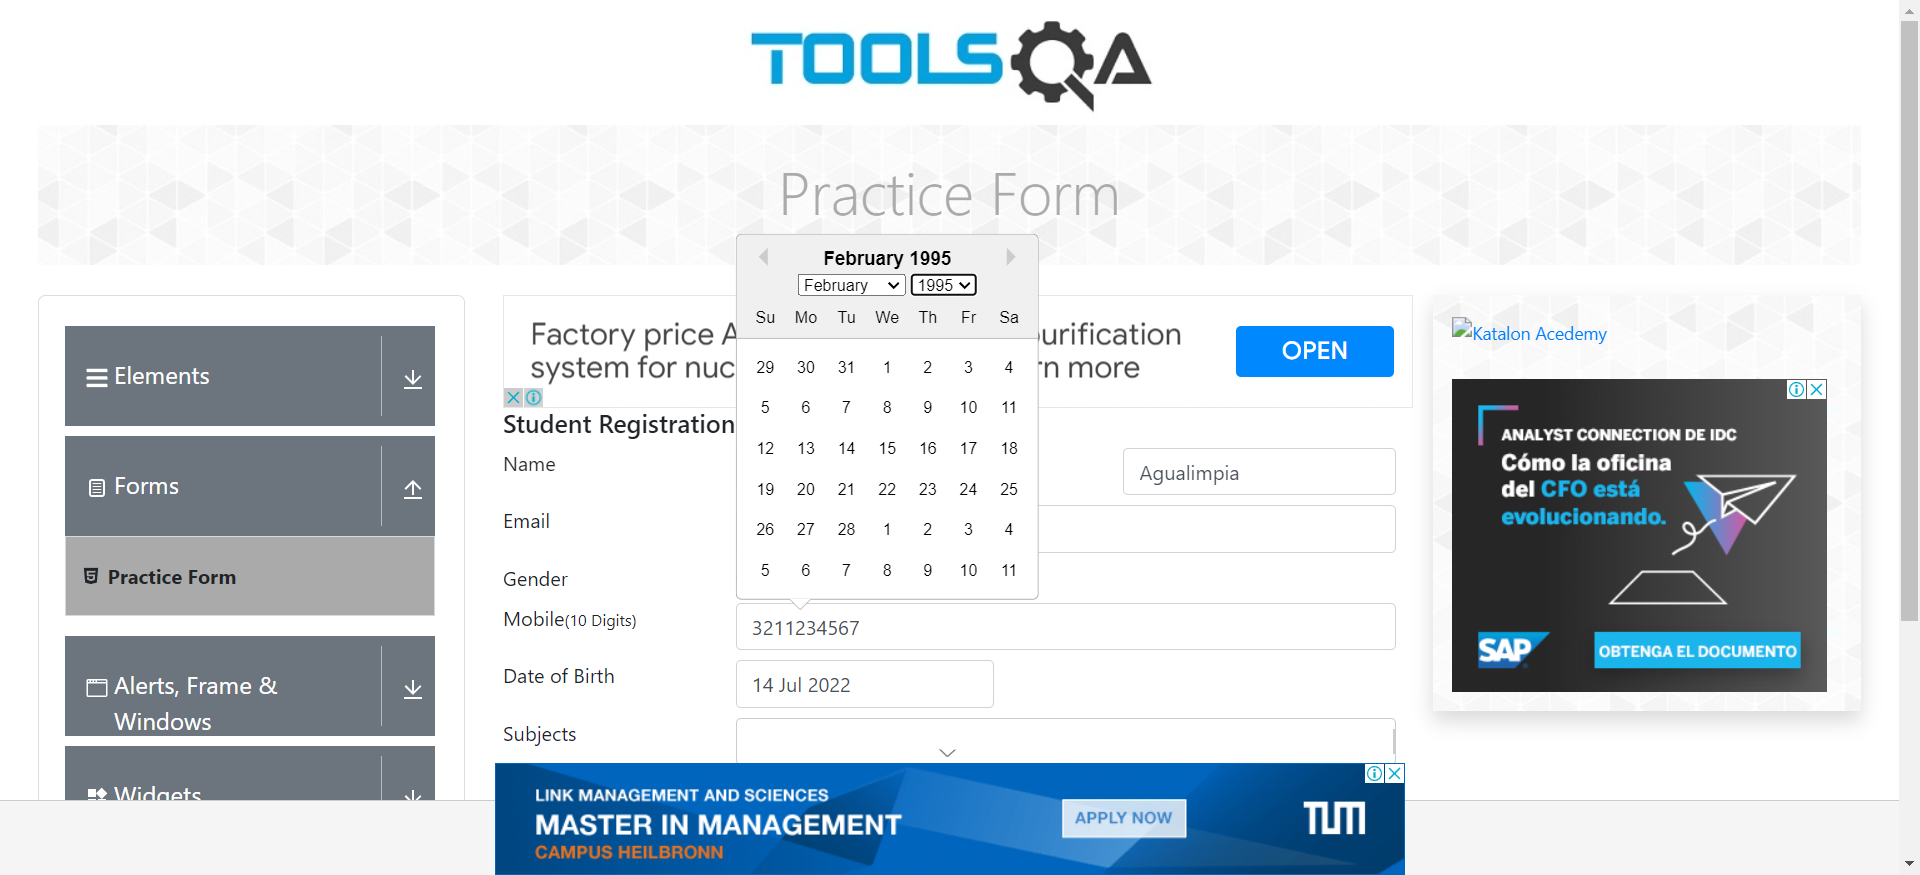 TOOLSQA
Practice Form
February 1995
February 1995
Su Mo Tu We Th Fr Sa
29 30 31 1 2 3 4
5 6 7 8 9 10 11
12 13 14 15 16 17 18
19 20 21 22 23 24 25
26 27 28 1 2 3 4
5 6 7 8 9 10 11
Elements
Forms
Practice Form
Alerts, Frame &
Windows
Widgets
Factory price
system for
more
OPEN
Student Registration
Name
Agualimpia
Email
Gender
Mobile(10 Digits)
3211234567
Date of Birth
14 Jul 2022
Subjects
Katalon Acedemy
ANALYST CONNECTION DE IDC
Cómo la oficina
del CFO está
evolucionando.
SAP
OBTENGA EL DOCUMENTO
LINK MANAGEMENT AND SCIENCES
MASTER IN MANAGEMENT
CAMPUS HEILBRONN
APPLY NOW
TUM